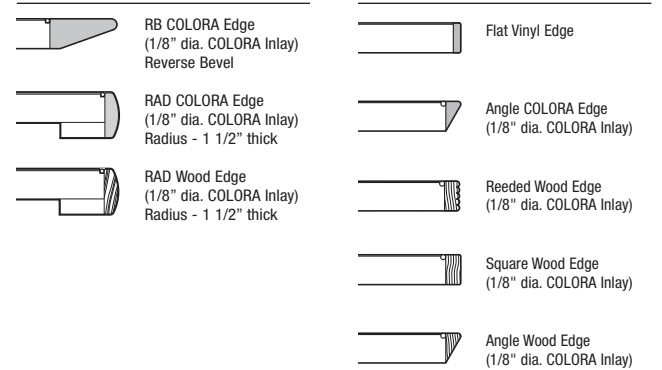 RB COLORA Edge
(1/8” dia. COLORA Inlay)
Reverse Bevel
RAD COLORA Edge
(1/8” dia. COLORA Inlay)
Radius - 1 1/2” thick
RAD Wood Edge
(1/8” dia. COLORA Inlay)
Radius - 1 1/2” thick
Flat Vinyl Edge
Angle COLORA Edge
(1/8" dia. COLORA Inlay)
Reeded Wood Edge
(1/8" dia. COLORA Inlay)
Square Wood Edge
(1/8" dia. COLORA Inlay)
Angle Wood Edge
(1/8" dia. COLORA Inlay)